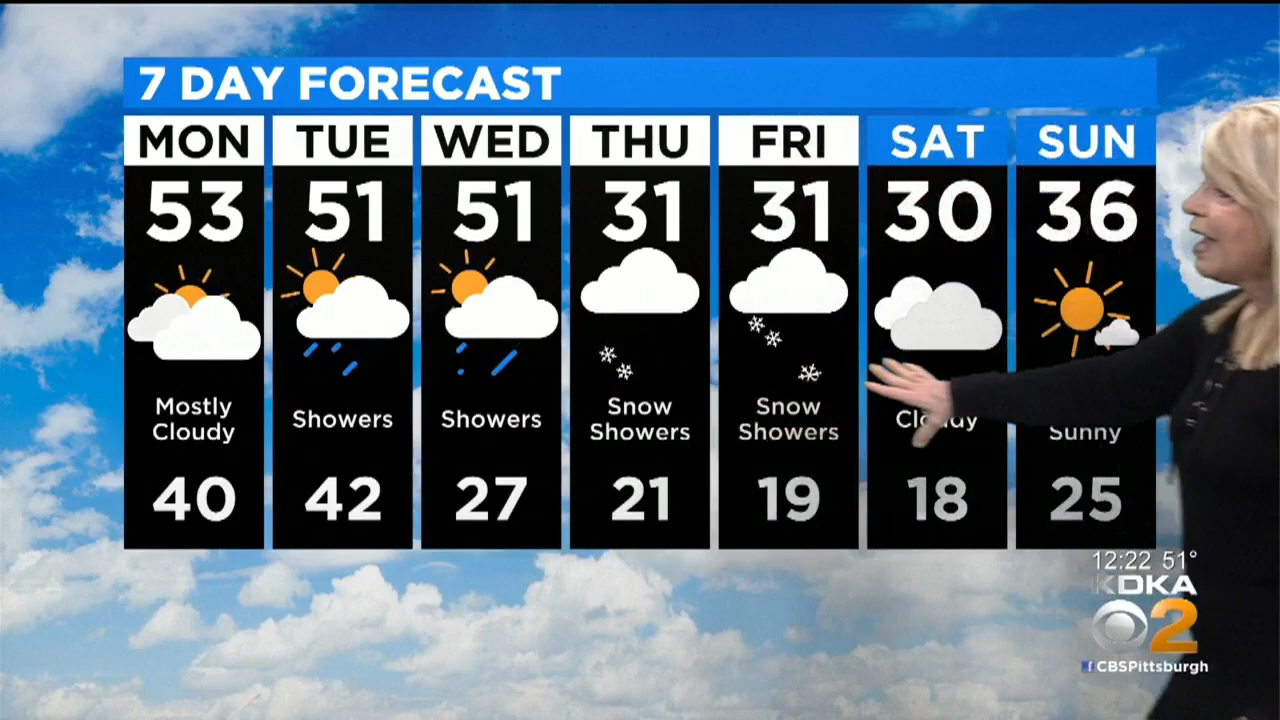 7 DAY FORECAST
MON TUE WED THU FRI SAT SUN
53 51 51 31 31 30 36
Mostly
Cloudy
Showers
Showers
Snow
Showers
Snow
Showers
Cloudy
Sunny
40 42 27 21 19 18 25
12:22 51°
KDKA
2
f CBSPittsburgh